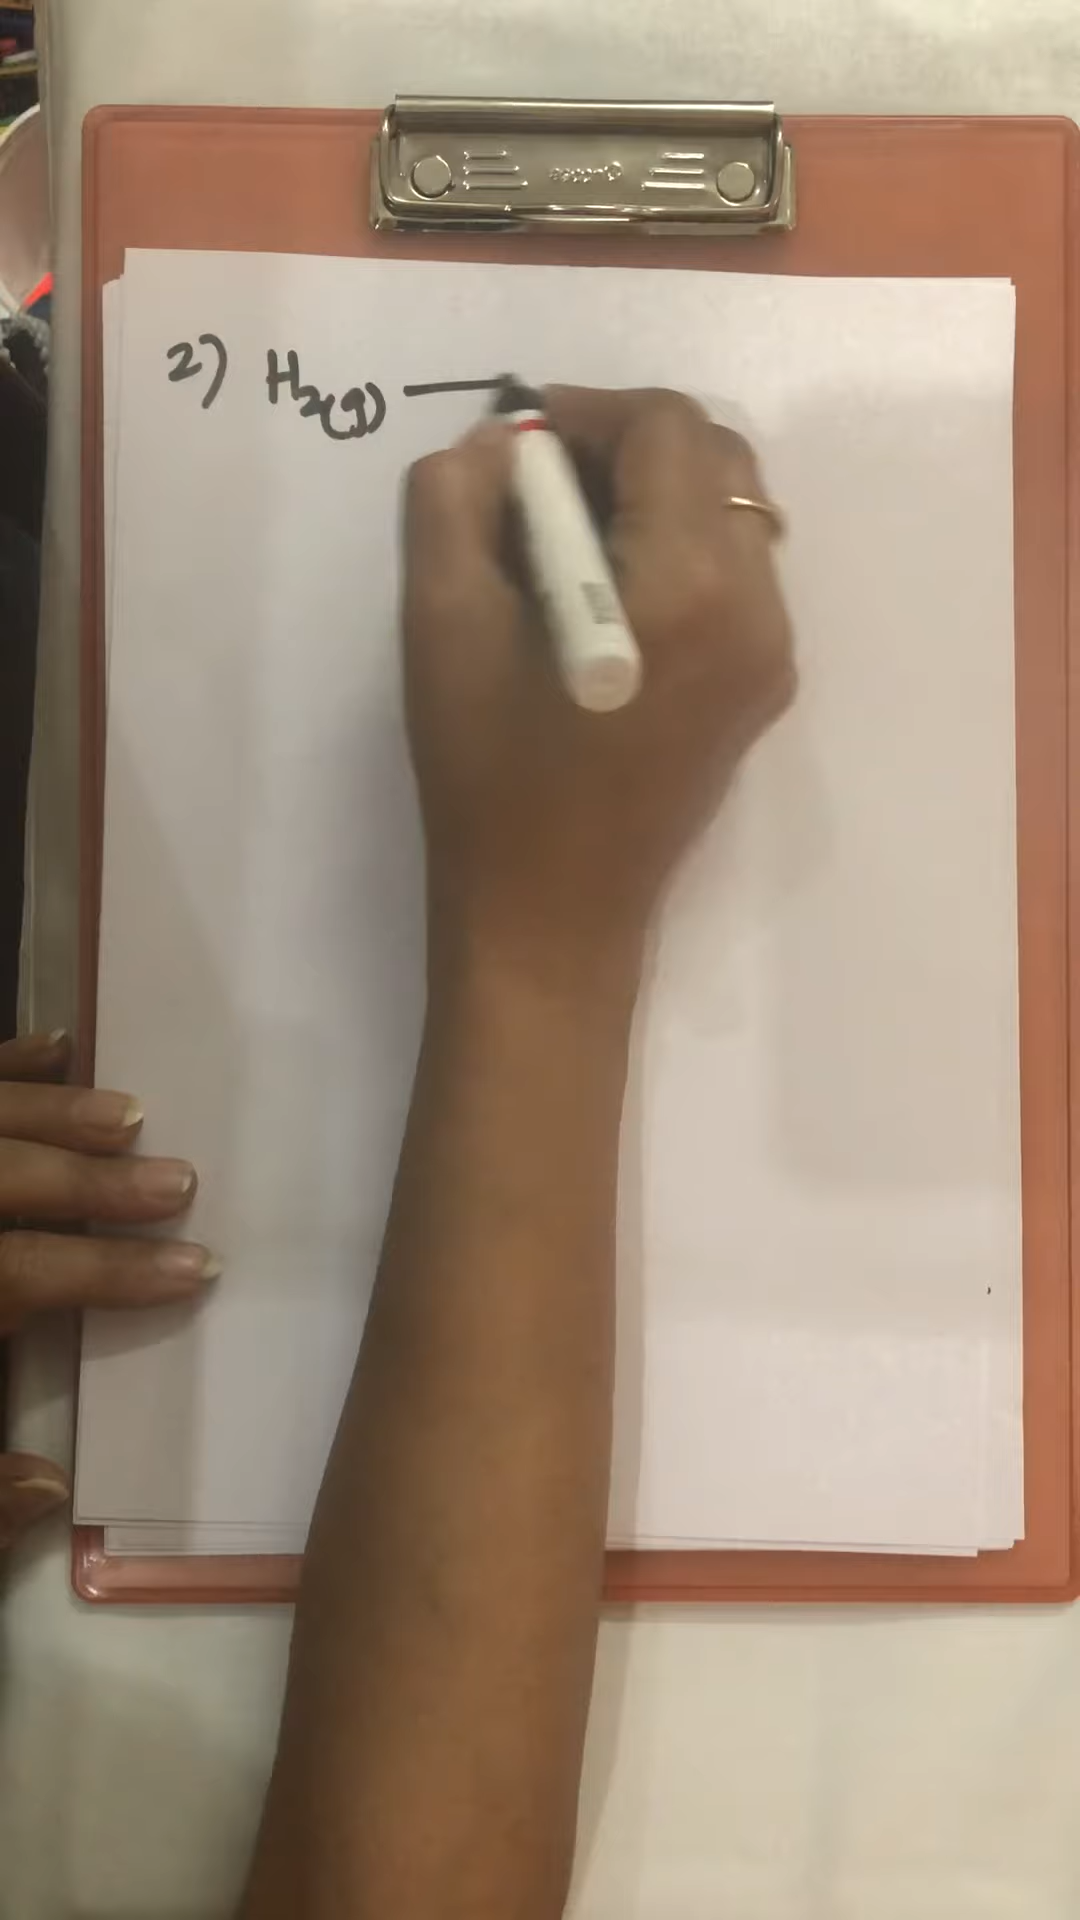 2) H₂(g) —